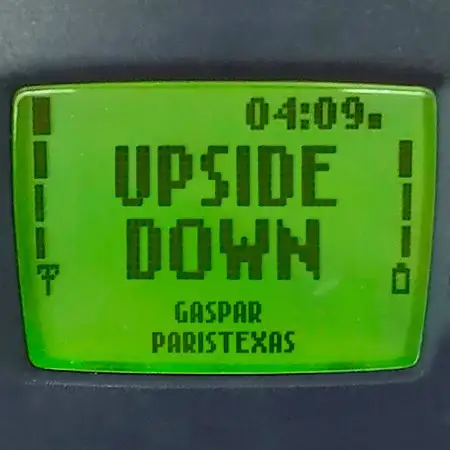 04:09
UPSIDE
DOWN
GASPAR
PARISTEXAS